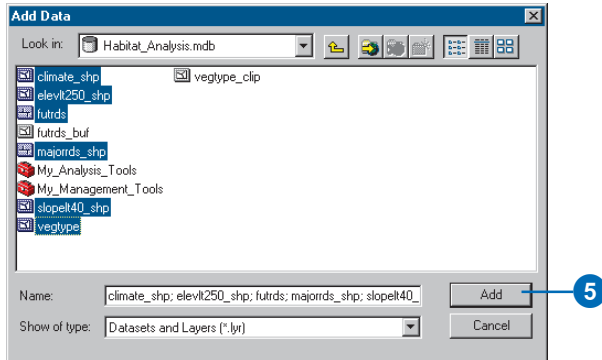 Add Data
Look in: Habitat_Analysis.mdb
climate_shp vegtype_clip
elevlt250_shp
futrds
futrds_buf
majorrds_shp
My_Analysis_Tools
My_Management_Tools
slopelt40_shp
vegtype
Name: climate_shp; elevlt250_shp; futrds; majorrds_shp; slopelt40_ Add 5
Show of type: Datasets and Layers (*.lyr) Cancel